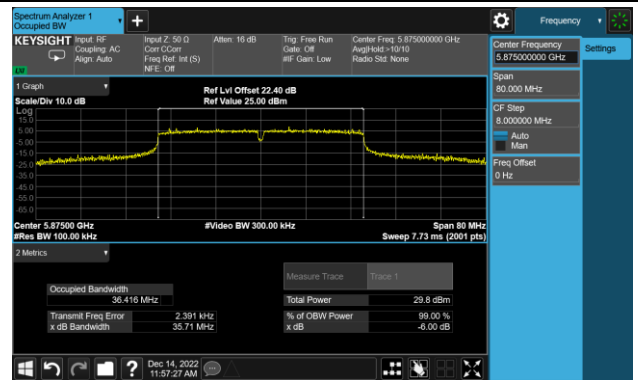 Spectrum Analyzer 1
Occupied BW
Frequency
KEYSIGHT
Input: RF
Coupling: AC
Align: Auto
Input Z: 50 Ω
Corr CCorr
Freq Ref: Int (S)
NFE: Off
Atten: 16 dB
Trig: Free Run
Gate: Off
#IF Gain: Low
Center Freq: 5.875000000 GHz
Avg|Hold:>10/10
Radio Std: None
LW
Center Frequency
5.875000000 GHz
Settings
Span
80.000 MHz
CF Step
8.000000 MHz
Auto
Man
Freq Offset
0 Hz
1 Graph
Scale/Div 10.0 dB
Ref Lvl Offset 22.40 dB
Ref Value 25.00 dBm
Log
15.0
5.00
-5.00
-15.0
-25.0
-35.0
-45.0
-55.0
-65.0
Center 5.87500 GHz
#Res BW 100.00 kHz
#Video BW 300.00 kHz
Span 80 MHz
Sweep 7.73 ms (2001 pts)
2 Metrics
Measure Trace Trace 1
Occupied Bandwidth
36.416 MHz
Total Power 29.8 dBm
Transmit Freq Error 2.391 kHz
% of OBW Power 99.00 %
x dB Bandwidth 35.71 MHz
x dB -6.00 dB
Dec 14, 2022
11:57:27 AM